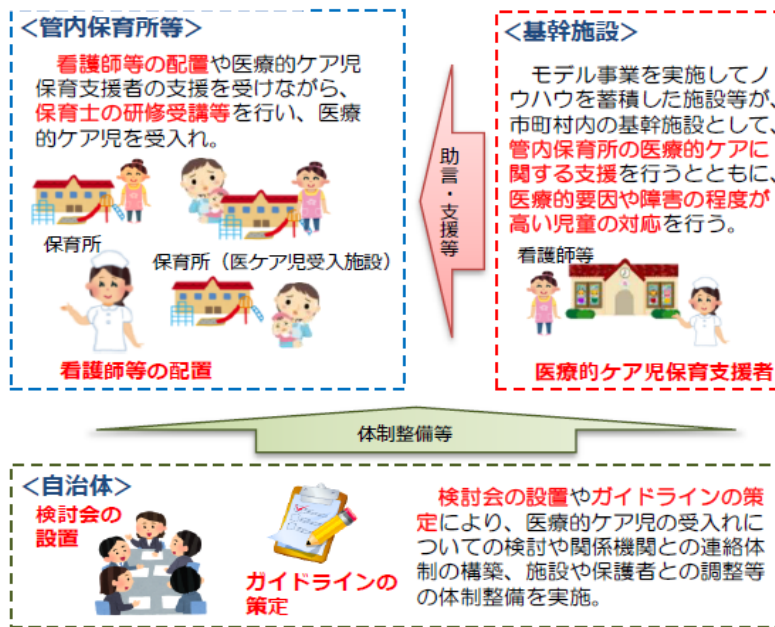 <管内保育所等>
看護師等の配置や医療的ケア児
保育支援者の支援を受けながら、
保育士の研修受講等を行い、医療
的ケア児を受入れ。
保育所
保育所（医ケア児受入施設）
看護師等の配置
助言・支援等
<基幹施設>
モデル事業を実施してノ
ウハウを蓄積した施設等が、
市町村内の基幹施設として、
管内保育所の医療的ケアに
関する支援を行うとともに、
医療的要因や障害の程度が
高い児童の対応を行う。
看護師等
医療的ケア児保育支援者
体制整備等
<自治体>
検討会の
設置
ガイドラインの
策定
検討会の設置やガイドラインの策
定により、医療的ケア児の受入れに
ついての検討や関係機関との連絡体
制の構築、施設や保護者との調整等
の体制整備を実施。